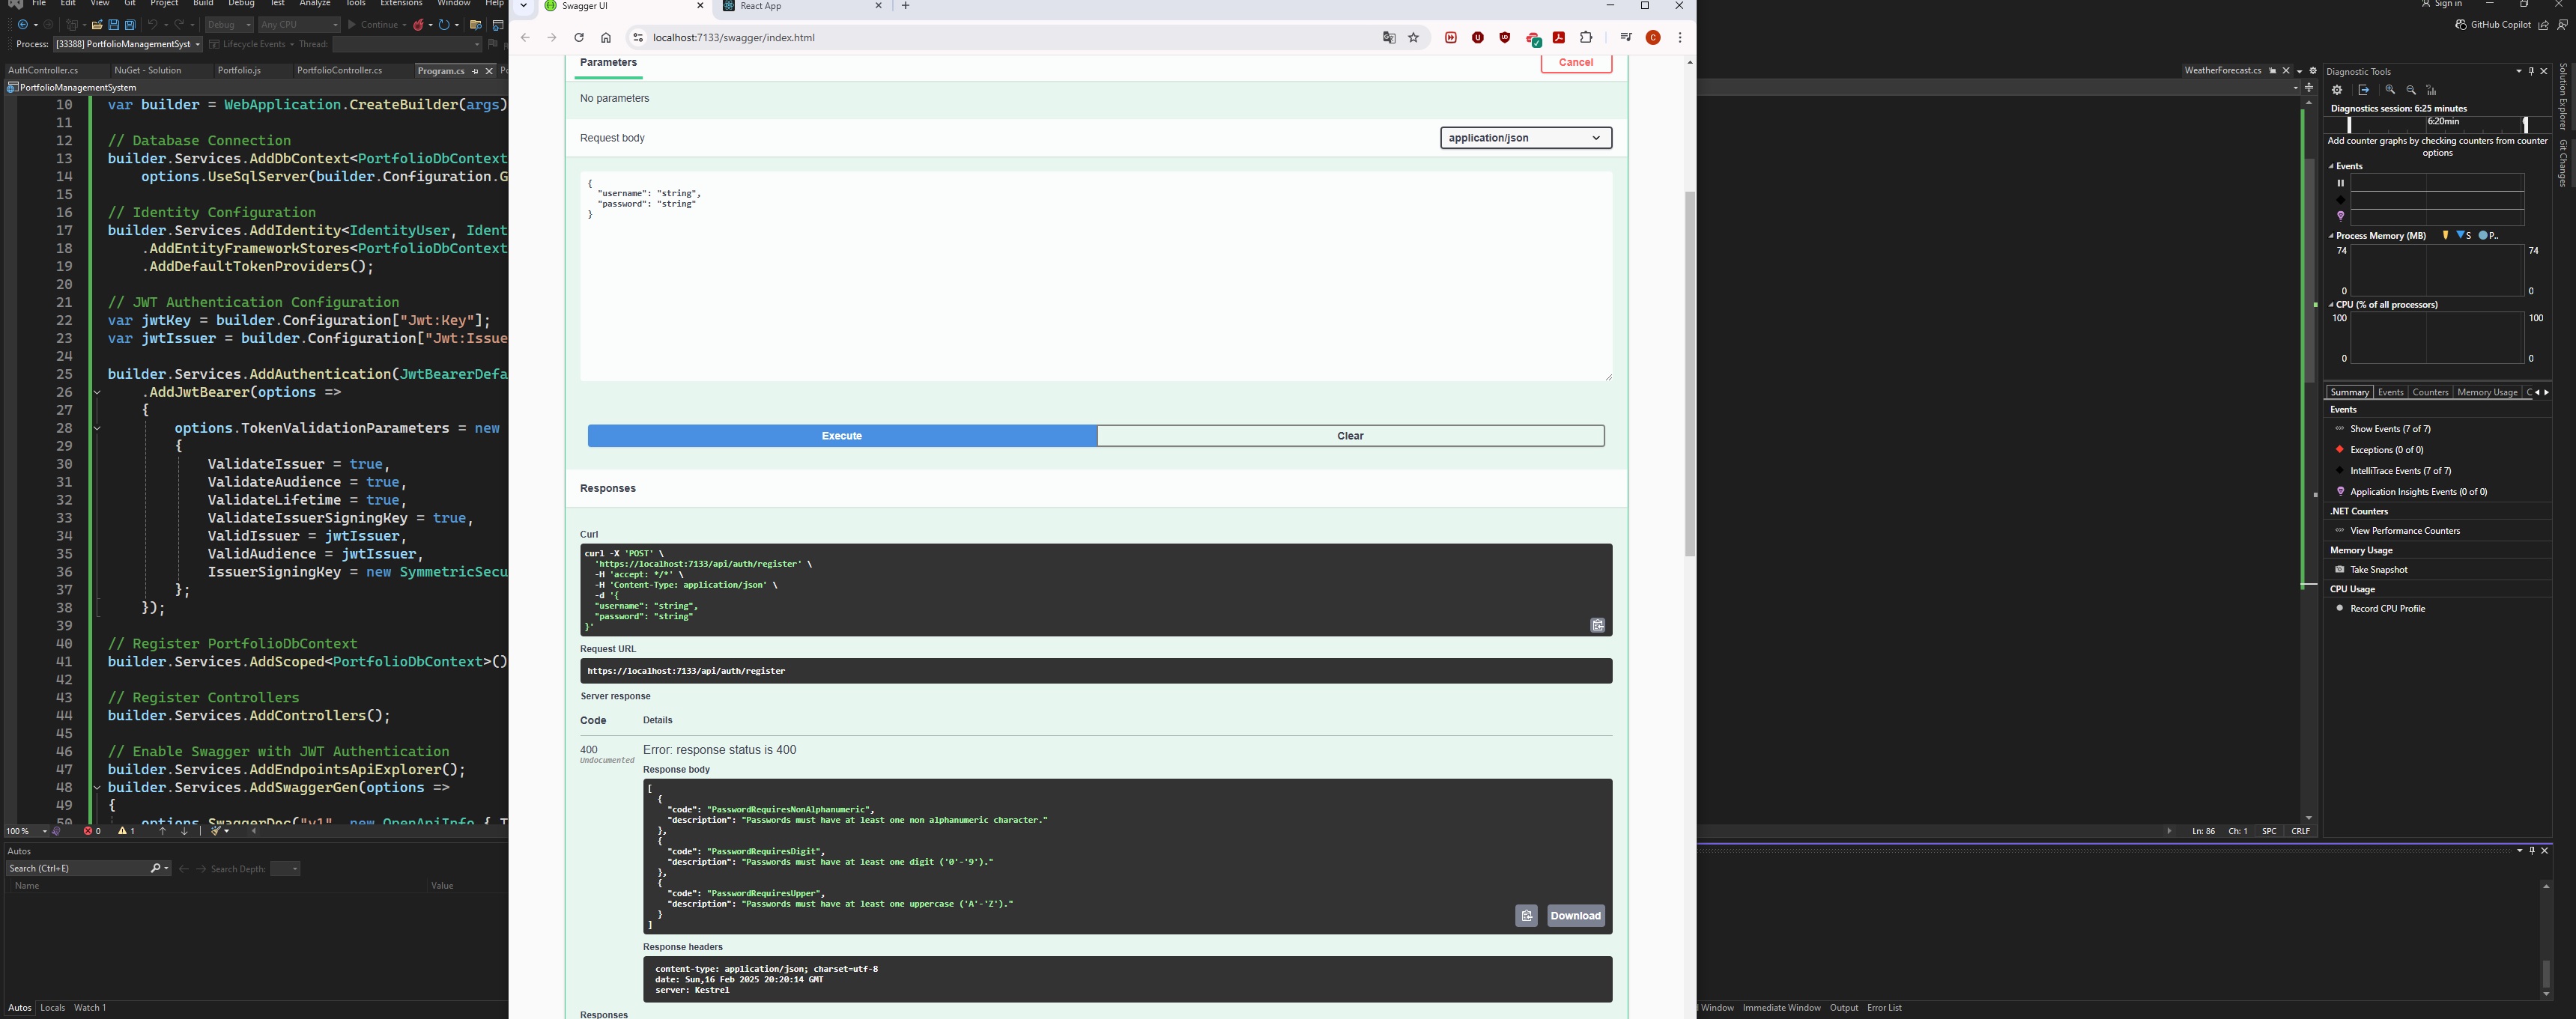 File Edit View Git Project Build Debug Test Analyze Tools Extensions Window Help
Debug Any CPU Continue
Process: [33388] PortfolioManagementSyst Lifecycle Events Thread:
AuthController.cs NuGet - Solution Portfolio.js PortfolioController.cs Program.cs
PortfolioManagementSystem
10 var builder = WebApplication.CreateBuilder(args)
11
12 // Database Connection
13 builder.Services.AddDbContext<PortfolioDbContext
14 options.UseSqlServer(builder.Configuration.G
15
16 // Identity Configuration
17 builder.Services.AddIdentity<IdentityUser, Ident
18 .AddEntityFrameworkStores<PortfolioDbContext
19 .AddDefaultTokenProviders();
20
21 // JWT Authentication Configuration
22 var jwtKey = builder.Configuration["Jwt:Key"];
23 var jwtIssuer = builder.Configuration["Jwt:Issue
24
25 builder.Services.AddAuthentication(JwtBearerDefa
26 .AddJwtBearer(options =>
27 {
28 options.TokenValidationParameters = new
29 {
30 ValidateIssuer = true,
31 ValidateAudience = true,
32 ValidateLifetime = true,
33 ValidateIssuerSigningKey = true,
34 ValidIssuer = jwtIssuer,
35 ValidAudience = jwtIssuer,
36 IssuerSigningKey = new SymmetricSecu
37 };
38 });
39
40 // Register PortfolioDbContext
41 builder.Services.AddScoped<PortfolioDbContext>()
42
43 // Register Controllers
44 builder.Services.AddControllers();
45
46 // Enable Swagger with JWT Authentication
47 builder.Services.AddEndpointsApiExplorer();
48 builder.Services.AddSwaggerGen(options =>
49 {
50 options.SwaggerDoc("v1", new OpenApiInfo { T
100 % 0 1
Autos
Search (Ctrl+E) Search Depth:
Name Value
Autos Locals Watch 1
Swagger UI React App
localhost:7133/swagger/index.html
Parameters Cancel
No parameters
Request body application/json
{
"username": "string",
"password": "string"
}
Execute Clear
Responses
Curl
curl -X 'POST' \
'https://localhost:7133/api/auth/register' \
-H 'accept: */*' \
-H 'Content-Type: application/json' \
-d '{
"username": "string",
"password": "string"
}'
Request URL
https://localhost:7133/api/auth/register
Server response
Code Details
400 Error: response status is 400
Undocumented
Response body
[
{
"code": "PasswordRequiresNonAlphanumeric",
"description": "Passwords must have at least one non alphanumeric character."
},
{
"code": "PasswordRequiresDigit",
"description": "Passwords must have at least one digit ('0'-'9')."
},
{
"code": "PasswordRequiresUpper",
"description": "Passwords must have at least one uppercase ('A'-'Z')."
}
]
Download
Response headers
content-type: application/json; charset=utf-8
date: Sun,16 Feb 2025 20:20:14 GMT
server: Kestrel
Responses
Sign in
GitHub Copilot
WeatherForecast.cs
Ln: 86 Ch: 1 SPC CRLF
Window Immediate Window Output Error List
Diagnostic Tools
Diagnostics session: 6:25 minutes
6:20min
Add counter graphs by checking counters from counter
options
Events
Process Memory (MB) S P..
74 74
0 0
CPU (% of all processors)
100 100
0 0
Summary Events Counters Memory Usage C
Events
Show Events (7 of 7)
Exceptions (0 of 0)
IntelliTrace Events (7 of 7)
Application Insights Events (0 of 0)
.NET Counters
View Performance Counters
Memory Usage
Take Snapshot
CPU Usage
Record CPU Profile
Solution Explorer
Git Changes